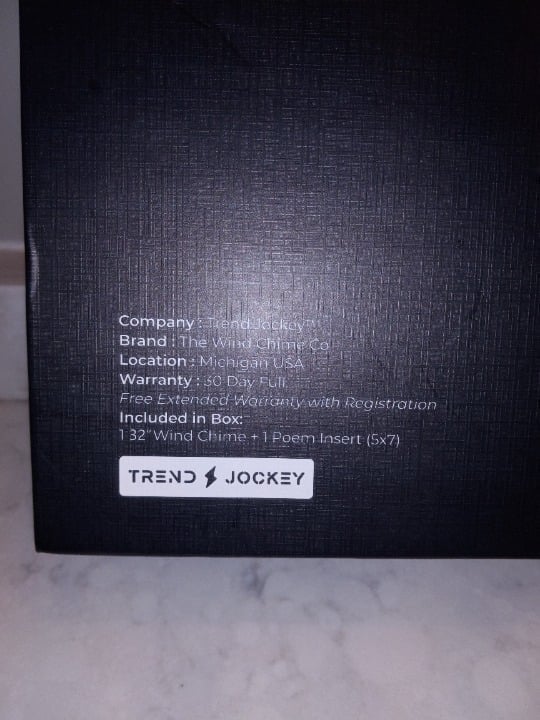 Company : TrendJockey™
Brand : The Wind Chime Co
Location : Michigan USA
Warranty : 30 Day Full.
Free Extended Warranty with Registration
Included in Box:
1 32" Wind Chime + 1 Poem Insert (5x7)
TREND JOCKEY